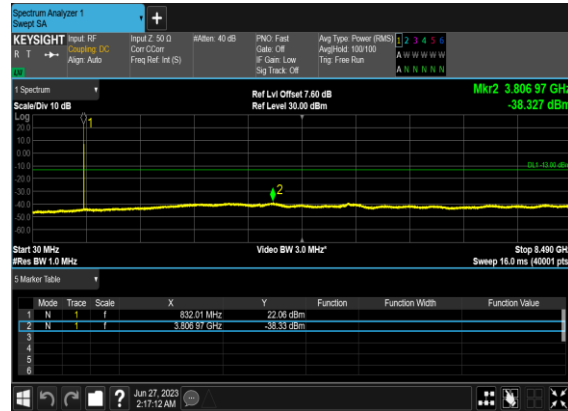 Spectrum Analyzer 1
Swept SA
+
KEYSIGHT Input: RF Input Z: 50 Ω #Atten: 40 dB PNO: Fast Avg Type: Power (RMS) 1 2 3 4 5 6
R T Coupling: DC Corr CCorr Gate: Off Avg|Hold: 100/100 A W W W W W
Align: Auto Freq Ref: Int (S) IF Gain: Low Trig: Free Run
LW Sig Track: Off A N N N N N
1 Spectrum Ref Lvl Offset 7.60 dB Mkr2 3.806 97 GHz
Scale/Div 10 dB Ref Level 30.00 dBm -38.327 dBm
Log
20.0
10.0
0.00
-10.0
-20.0
-30.0
-40.0
-50.0
-60.0
1
DL1 -13.00 dBm
2
Start 30 MHz Video BW 3.0 MHz* Stop 8.490 GHz
#Res BW 1.0 MHz Sweep 16.0 ms (40001 pts)
5 Marker Table
Mode Trace Scale X Y Function Function Width Function Value
1 N 1 f 832.01 MHz 22.06 dBm
2 N 1 f 3.806 97 GHz -38.33 dBm
3
4
5
6
? Jun 27, 2023
2:17:12 AM